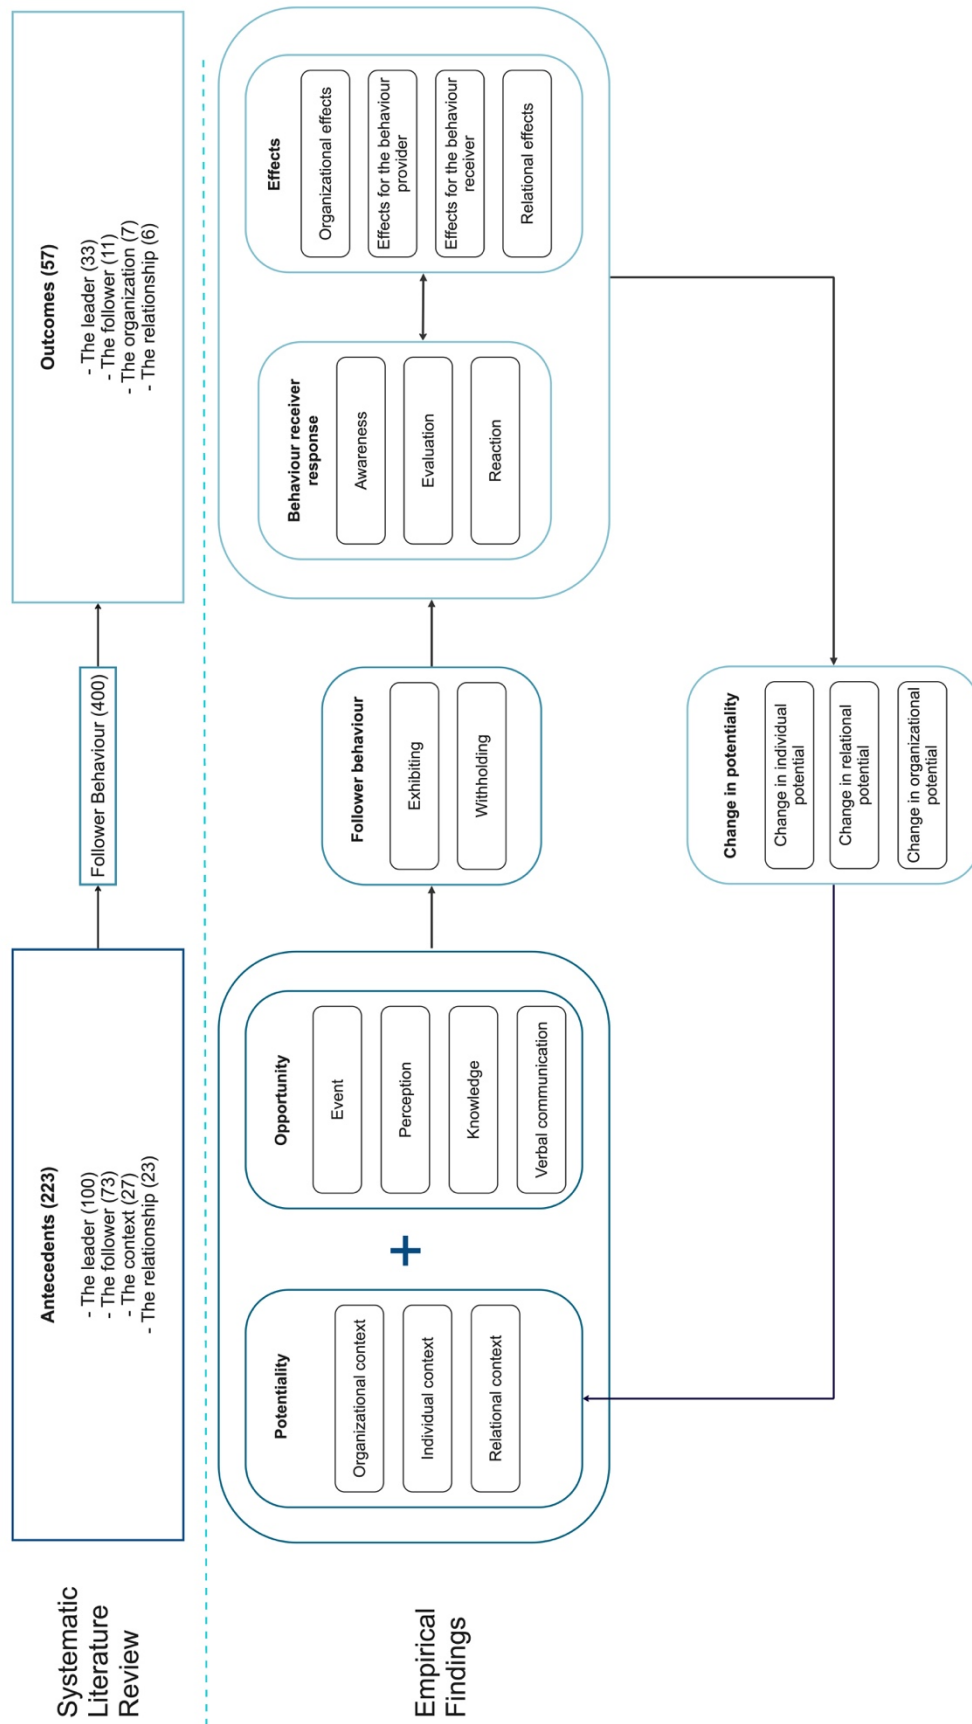 Systematic
Literature
Review
Antecedents (223)
- The leader (100)
- The follower (73)
- The context (27)
- The relationship (23)
Follower Behaviour (400)
Outcomes (57)
- The leader (33)
- The follower (11)
- The organization (7)
- The relationship (6)
Empirical
Findings
Potentiality
Organizational context
Individual context
Relational context
+
Opportunity
Event
Perception
Knowledge
Verbal communication
Follower behaviour
Exhibiting
Withholding
Behaviour receiver
response
Awareness
Evaluation
Reaction
Effects
Organizational effects
Effects for the behaviour
provider
Effects for the behaviour
receiver
Relational effects
Change in potentiality
Change in individual
potential
Change in relational
potential
Change in organizational
potential